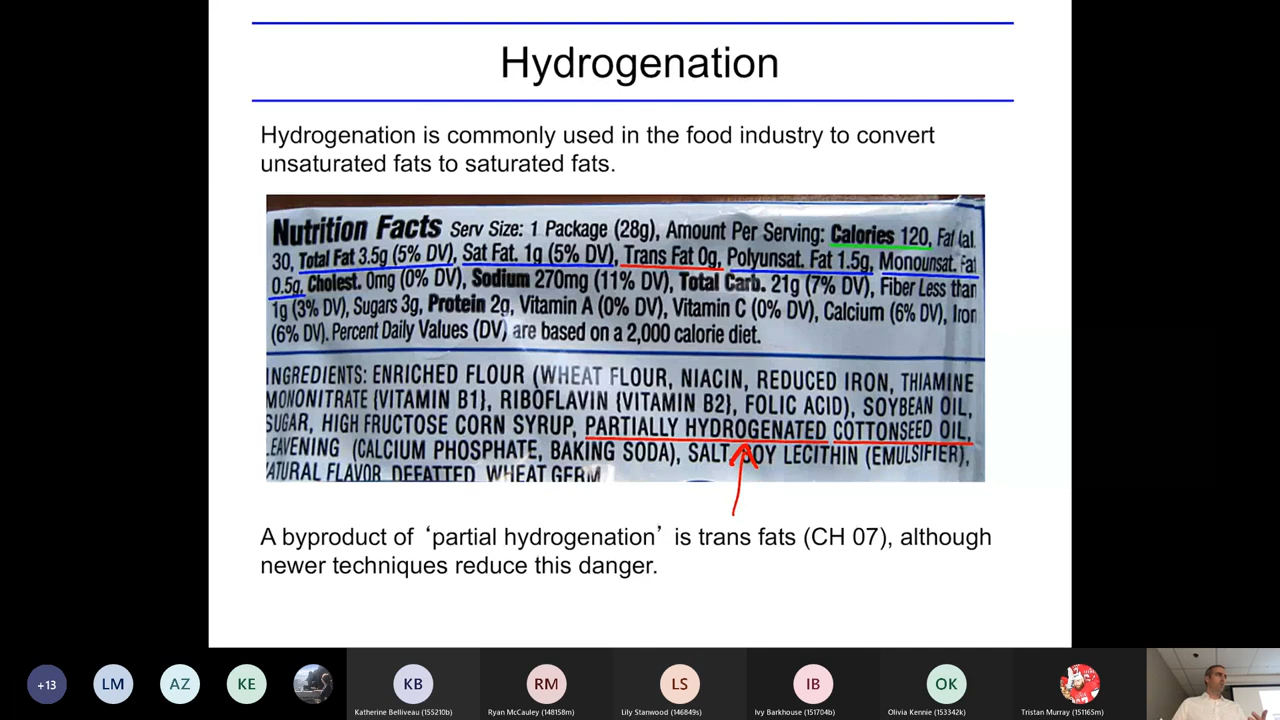 Hydrogenation
Hydrogenation is commonly used in the food industry to convert
unsaturated fats to saturated fats.
Nutrition Facts Serv Size: 1 Package (28g), Amount Per Serving: Calories 120, Fat Cal.
30, Total Fat 3.5g (5% DV), Sat Fat. 1g (5% DV), Trans Fat 0g, Polyunsat. Fat 1.5g, Monounsat. Fat
0.5g, Cholest. 0mg (0% DV), Sodium 270mg (11% DV), Total Carb. 21g (7% DV), Fiber Less than
1g (3% DV), Sugars 3g, Protein 2g, Vitamin A (0% DV), Vitamin C (0% DV), Calcium (6% DV), Iron
(6% DV). Percent Daily Values (DV) are based on a 2,000 calorie diet.
INGREDIENTS: ENRICHED FLOUR (WHEAT FLOUR, NIACIN, REDUCED IRON, THIAMINE
MONONITRATE {VITAMIN B1}, RIBOFLAVIN {VITAMIN B2}, FOLIC ACID), SOYBEAN OIL,
SUGAR, HIGH FRUCTOSE CORN SYRUP, PARTIALLY HYDROGENATED COTTONSEED OIL,
LEAVENING (CALCIUM PHOSPHATE, BAKING SODA), SALT, SOY LECITHIN (EMULSIFIER),
NATURAL FLAVOR, DEFATTED WHEAT GERM
A byproduct of ‘partial hydrogenation’ is trans fats (CH 07), although
newer techniques reduce this danger.
+13 LM AZ KE KB RM LS IB OK
Katherine Belliveau (155210b) Ryan McCauley (148158m) Lily Stanwood (146849s) Ivy Barkhouse (151704b) Olivia Kennie (153342k) Tristan Murray (151165m)